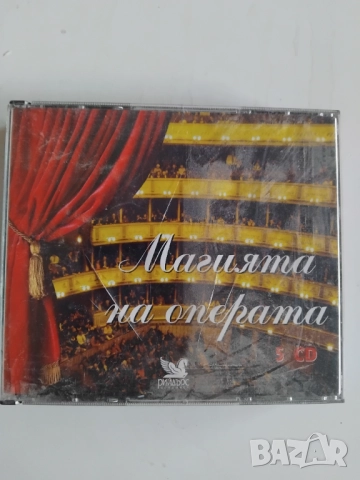 Магията
на операта
5 CD
Bazar.bg